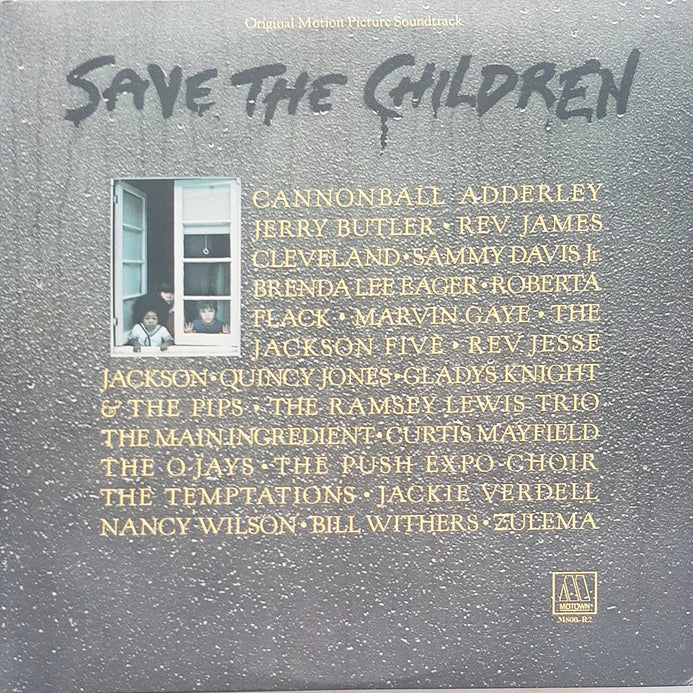 Original Motion Picture Soundtrack
SAVE THE CHILDREN
CANNONBALL ADDERLEY
JERRY BUTLER • REV. JAMES
CLEVELAND • SAMMY DAVIS Jr.
BRENDA LEE EAGER • ROBERTA
FLACK • MARVIN GAYE • THE
JACKSON FIVE • REV. JESSE
JACKSON • QUINCY JONES • GLADYS KNIGHT
& THE PIPS • THE RAMSEY LEWIS TRIO
THE MAIN INGREDIENT • CURTIS MAYFIELD
THE O-JAYS • THE PUSH EXPO CHOIR
THE TEMPTATIONS • JACKIE VERDELL
NANCY WILSON • BILL WITHERS • ZULEMA
MOTOWN
M800-R2